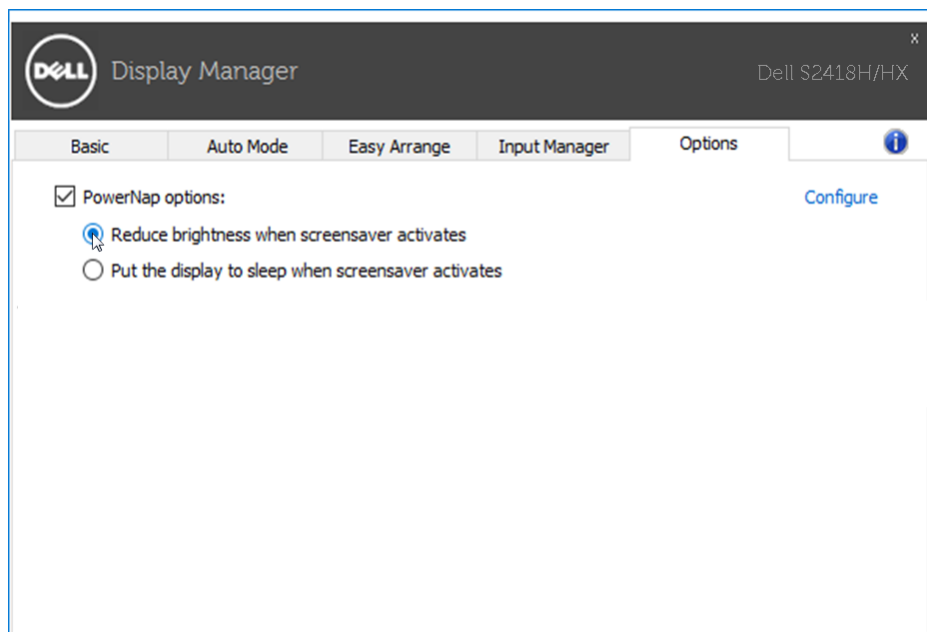 x
DELL Display Manager
Dell S2418H/HX
Basic Auto Mode Easy Arrange Input Manager Options i
PowerNap options: Configure
Reduce brightness when screensaver activates
Put the display to sleep when screensaver activates